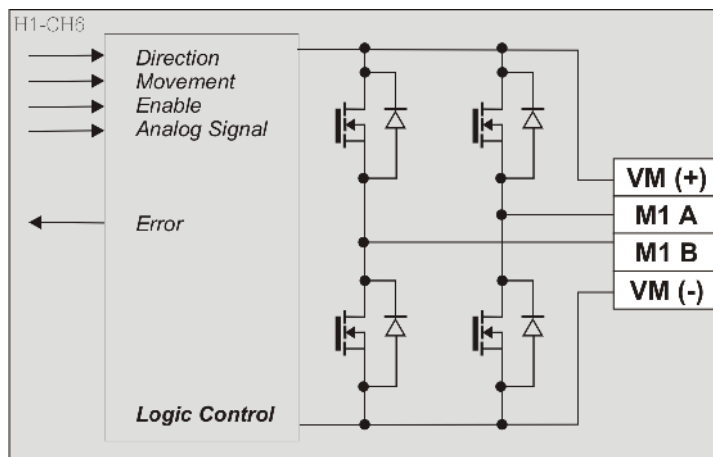 H1-CH6
Direction
Movement
Enable
Analog Signal
Error
Logic Control
VM (+)
M1 A
M1 B
VM (-)